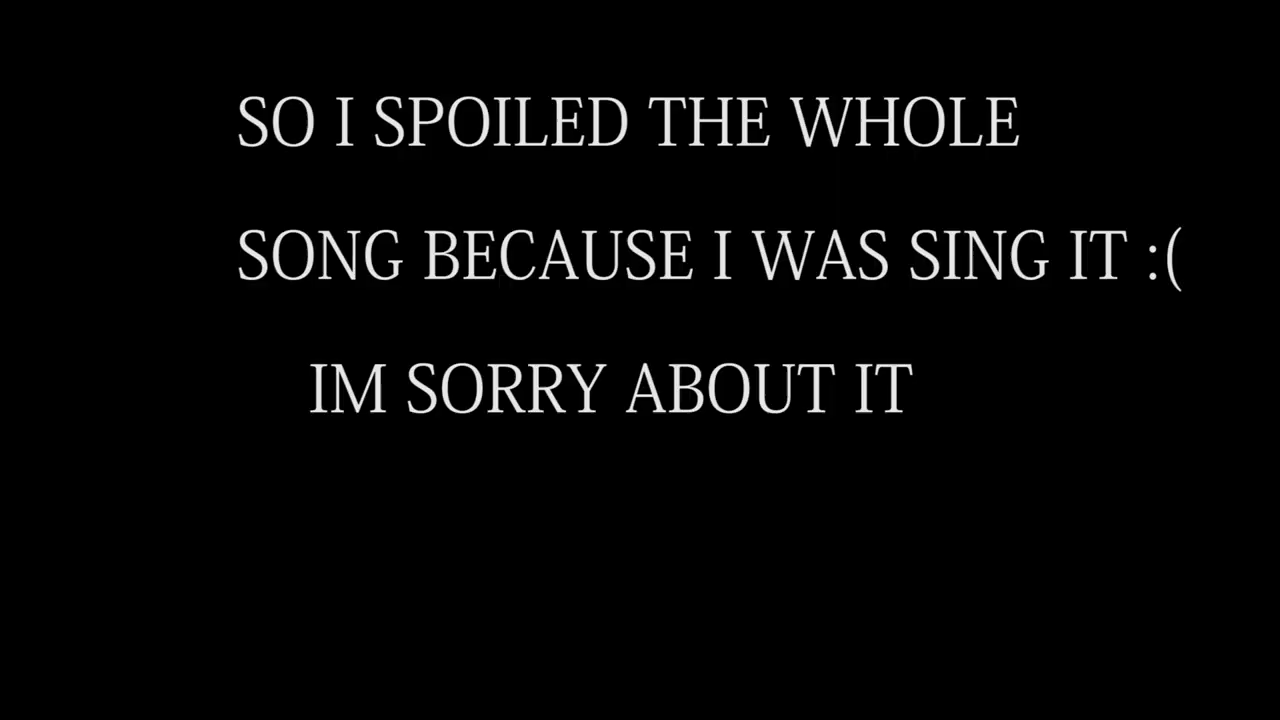 SO I SPOILED THE WHOLE
SONG BECAUSE I WAS SING IT :(
IM SORRY ABOUT IT